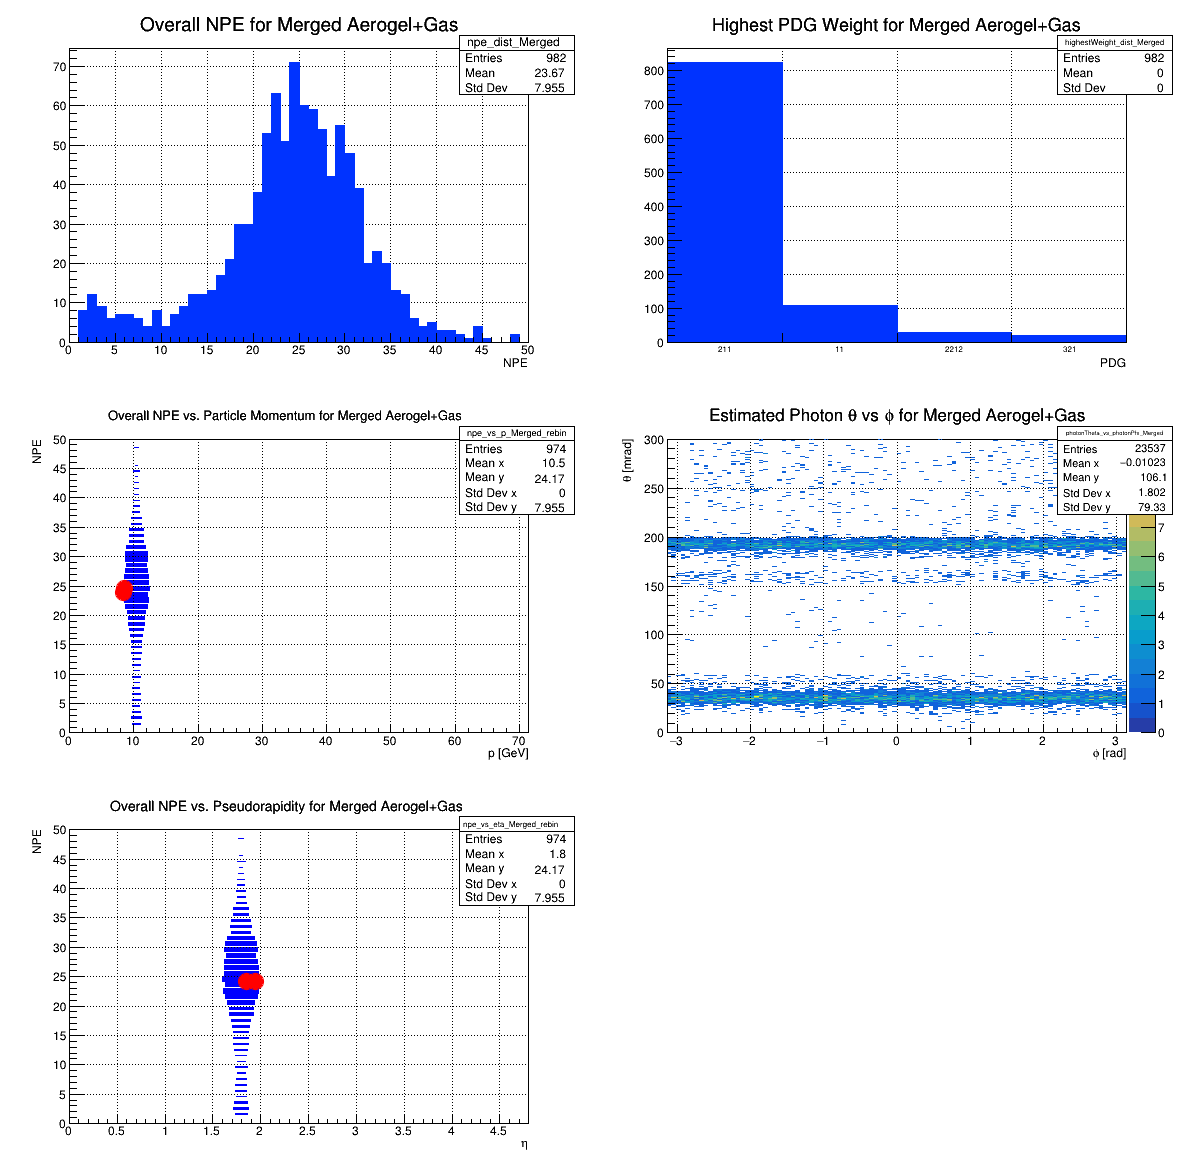 Overall NPE for Merged Aerogel+Gas
npe_dist_Merged
Entries 982
Mean 23.67
Std Dev 7.955
70
60
50
40
30
20
10
0
0 5 10 15 20 25 30 35 40 45 50
NPE
Highest PDG Weight for Merged Aerogel+Gas
highestWeight_dist_Merged
Entries 982
Mean 0
Std Dev 0
800
700
600
500
400
300
200
100
0
211 11 2212 321
PDG
Overall NPE vs. Particle Momentum for Merged Aerogel+Gas
npe_vs_p_Merged_rebin
Entries 974
Mean x 10.5
Mean y 24.17
Std Dev x 0
Std Dev y 7.955
NPE
50
45
40
35
30
25
20
15
10
5
0
0 10 20 30 40 50 60 70
p [GeV]
Estimated Photon θ vs ϕ for Merged Aerogel+Gas
photonTheta_vs_photonPhi_Merged
Entries 23537
Mean x −0.01023
Mean y 106.1
Std Dev x 1.802
Std Dev y 79.33
θ [mrad]
300
250
200
150
100
50
0
−3 −2 −1 0 1 2 3
ϕ [rad]
7
6
5
4
3
2
1
0
Overall NPE vs. Pseudorapidity for Merged Aerogel+Gas
npe_vs_eta_Merged_rebin
Entries 974
Mean x 1.8
Mean y 24.17
Std Dev x 0
Std Dev y 7.955
NPE
50
45
40
35
30
25
20
15
10
5
0
0 0.5 1 1.5 2 2.5 3 3.5 4 4.5
η